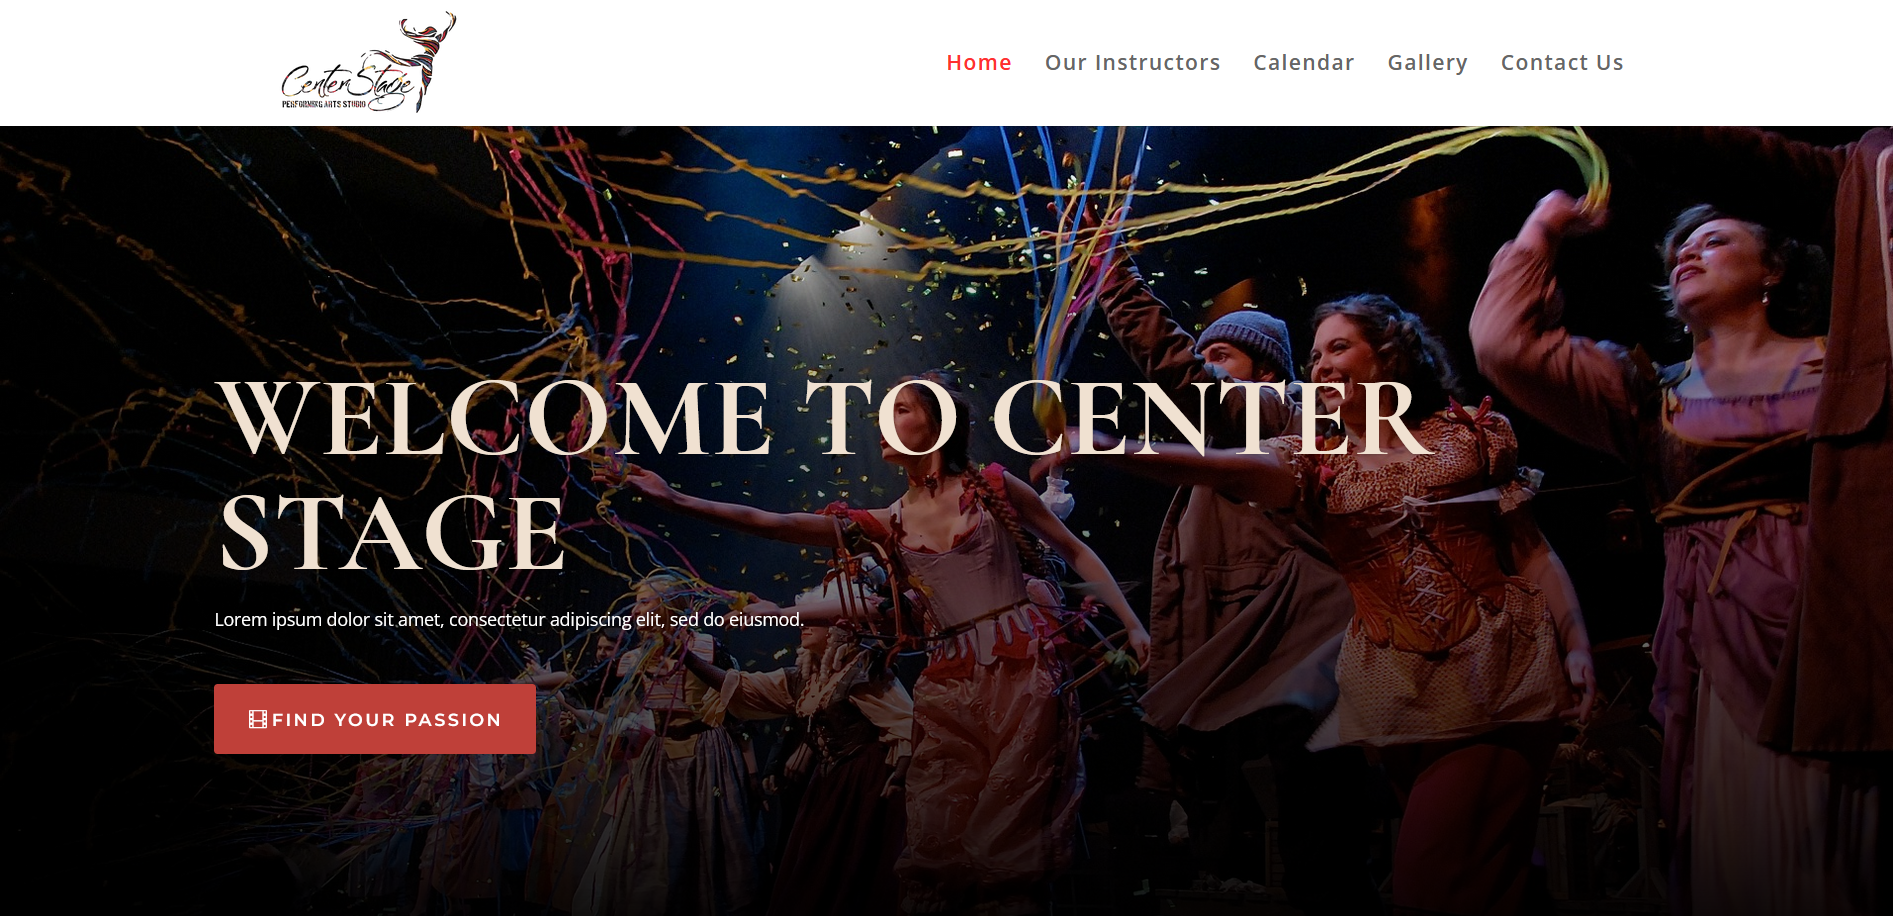 Center Stage
PERFORMING ARTS STUDIO
Home Our Instructors Calendar Gallery Contact Us
WELCOME TO CENTER
STAGE
Lorem ipsum dolor sit amet, consectetur adipiscing elit, sed do eiusmod.
FIND YOUR PASSION